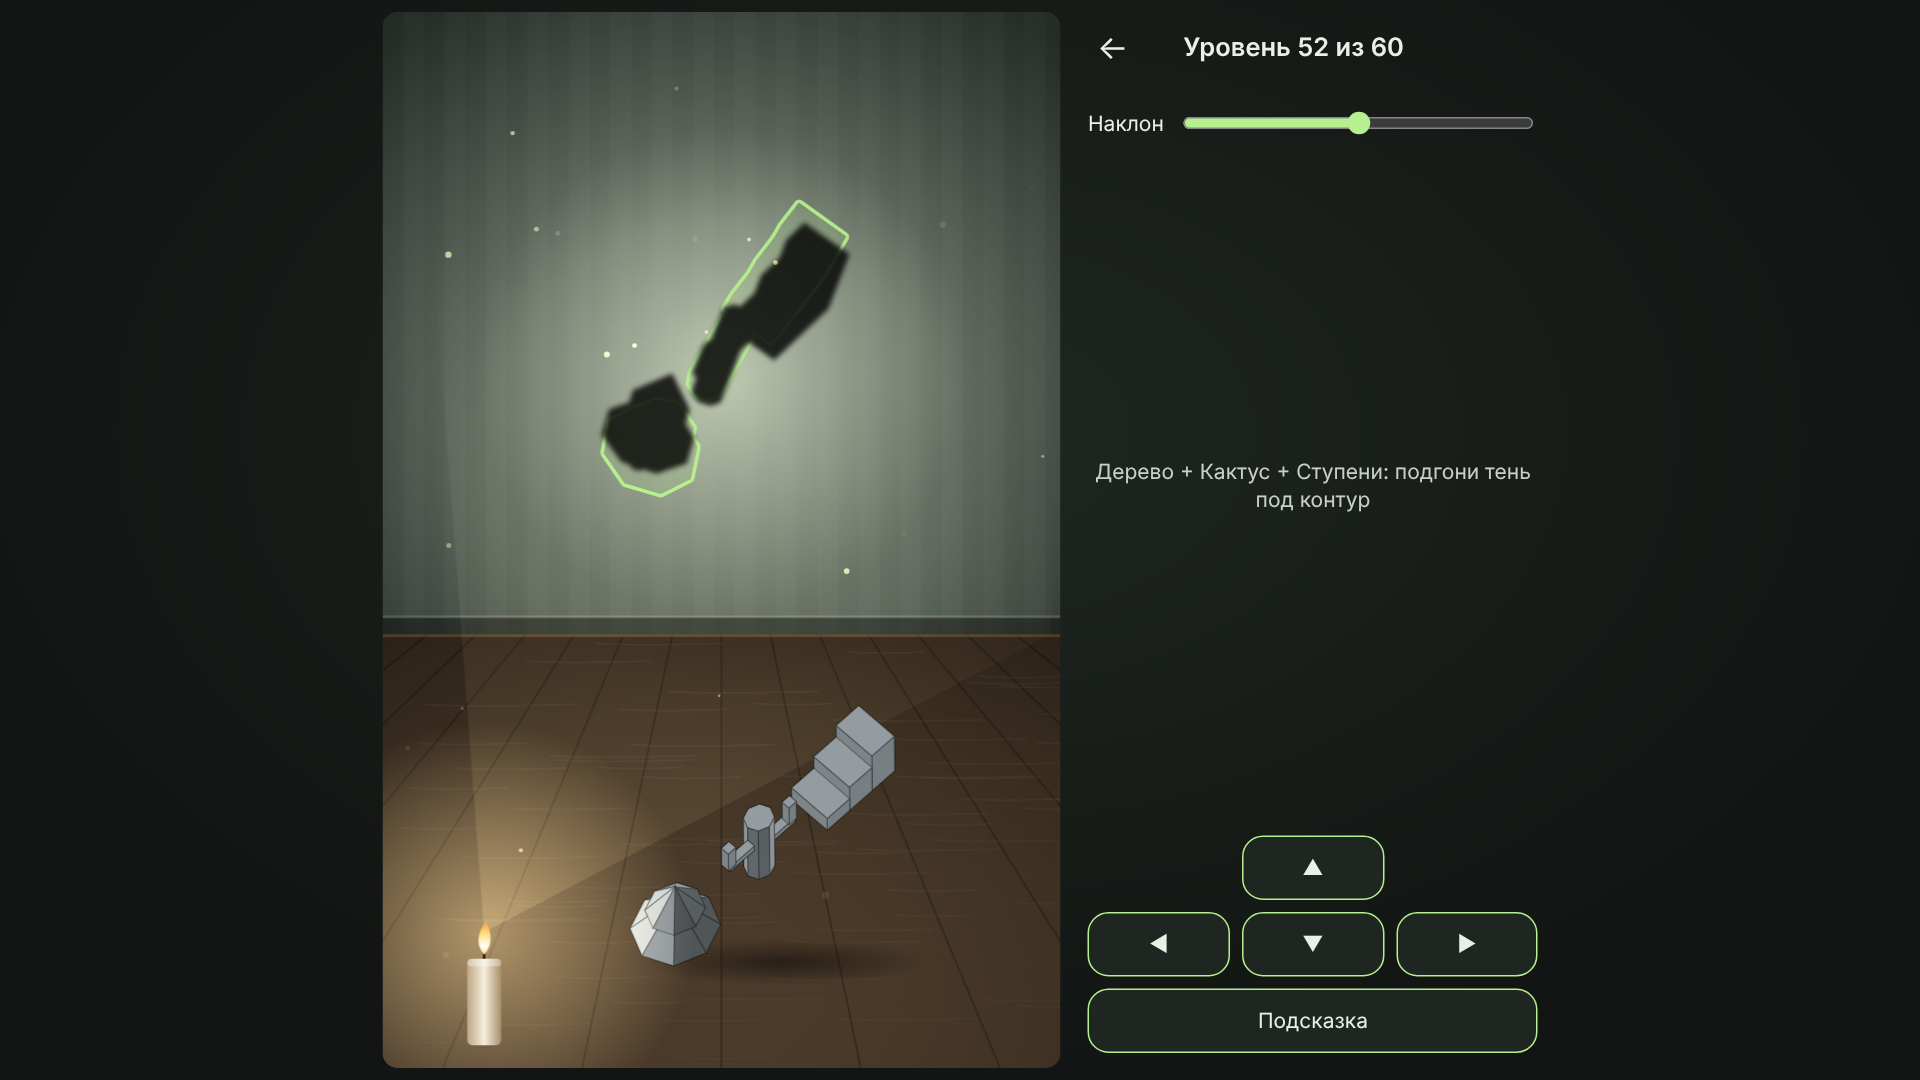 Уровень 52 из 60
Наклон
Дерево + Кактус + Ступени: подгони тень
под контур
Подсказка